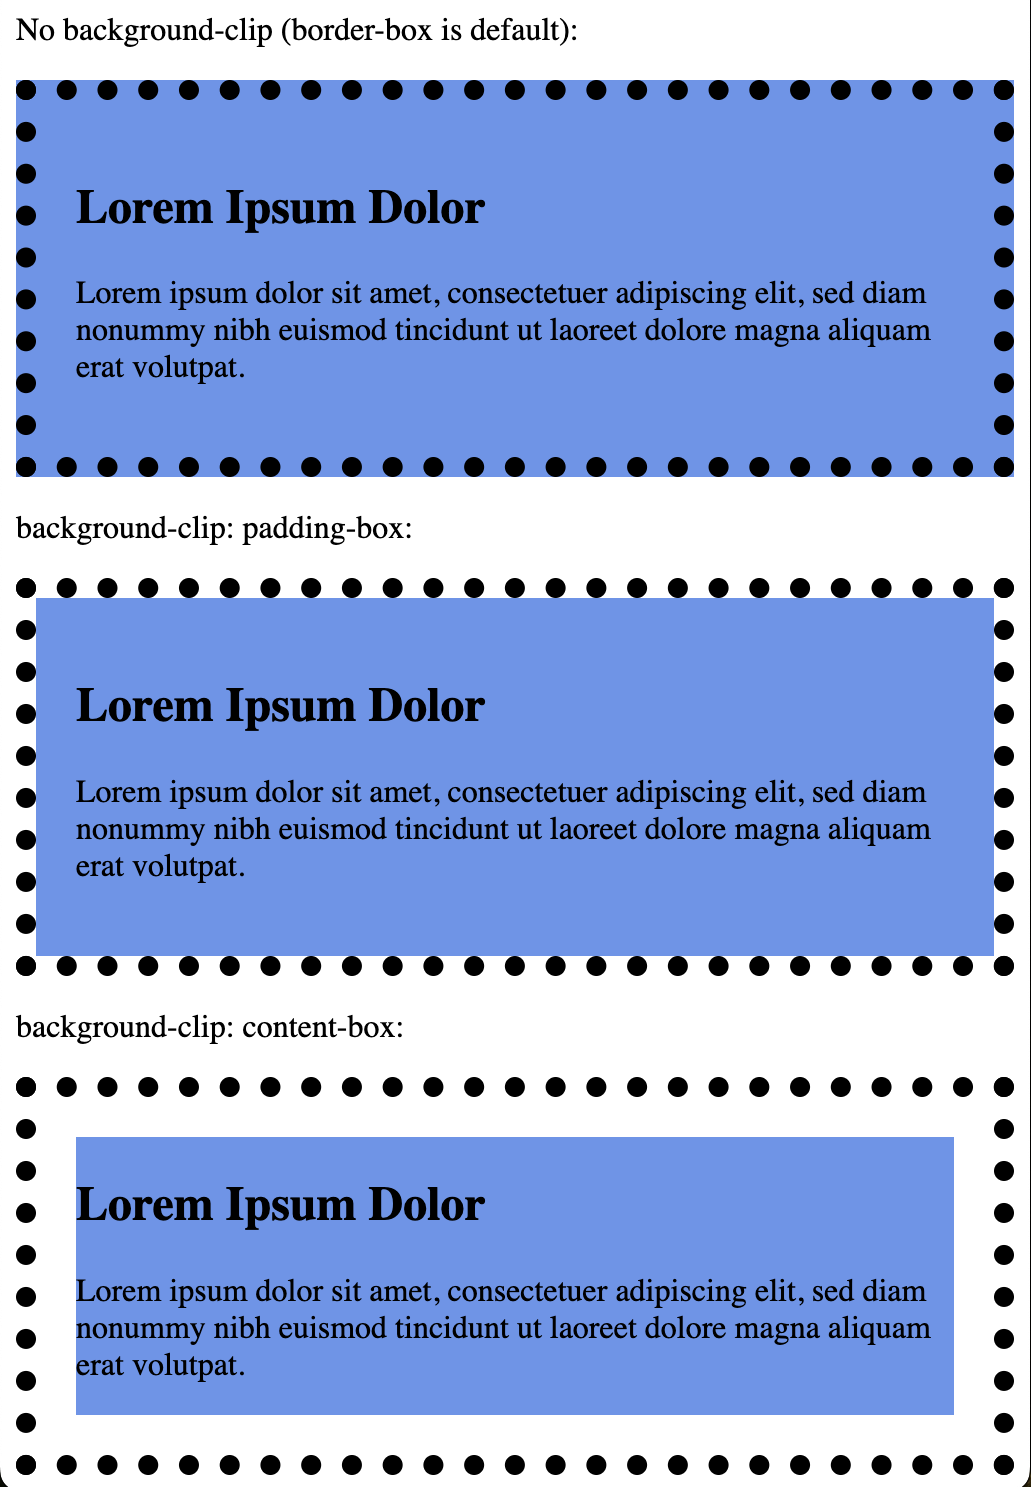 No background-clip (border-box is default):
Lorem Ipsum Dolor
Lorem ipsum dolor sit amet, consectetuer adipiscing elit, sed diam
nonummy nibh euismod tincidunt ut laoreet dolore magna aliquam
erat volutpat.
background-clip: padding-box:
Lorem Ipsum Dolor
Lorem ipsum dolor sit amet, consectetuer adipiscing elit, sed diam
nonummy nibh euismod tincidunt ut laoreet dolore magna aliquam
erat volutpat.
background-clip: content-box:
Lorem Ipsum Dolor
Lorem ipsum dolor sit amet, consectetuer adipiscing elit, sed diam
nonummy nibh euismod tincidunt ut laoreet dolore magna aliquam
erat volutpat.